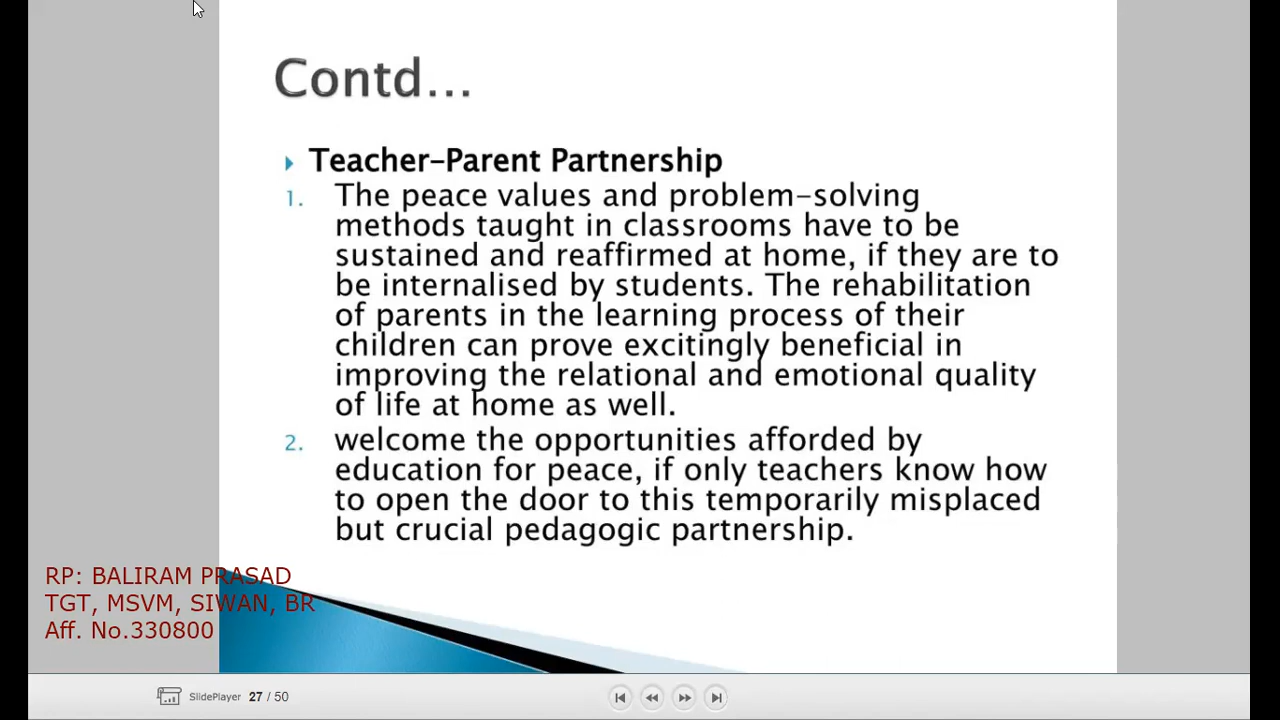 Contd...
Teacher-Parent Partnership
1. The peace values and problem-solving
methods taught in classrooms have to be
sustained and reaffirmed at home, if they are to
be internalised by students. The rehabilitation
of parents in the learning process of their
children can prove excitingly beneficial in
improving the relational and emotional quality
of life at home as well.
2. welcome the opportunities afforded by
education for peace, if only teachers know how
to open the door to this temporarily misplaced
but crucial pedagogic partnership.
RP: BALIRAM PRASAD
TGT, MSVM, SIWAN, BR
Aff. No.330800
SlidePlayer 27 / 50